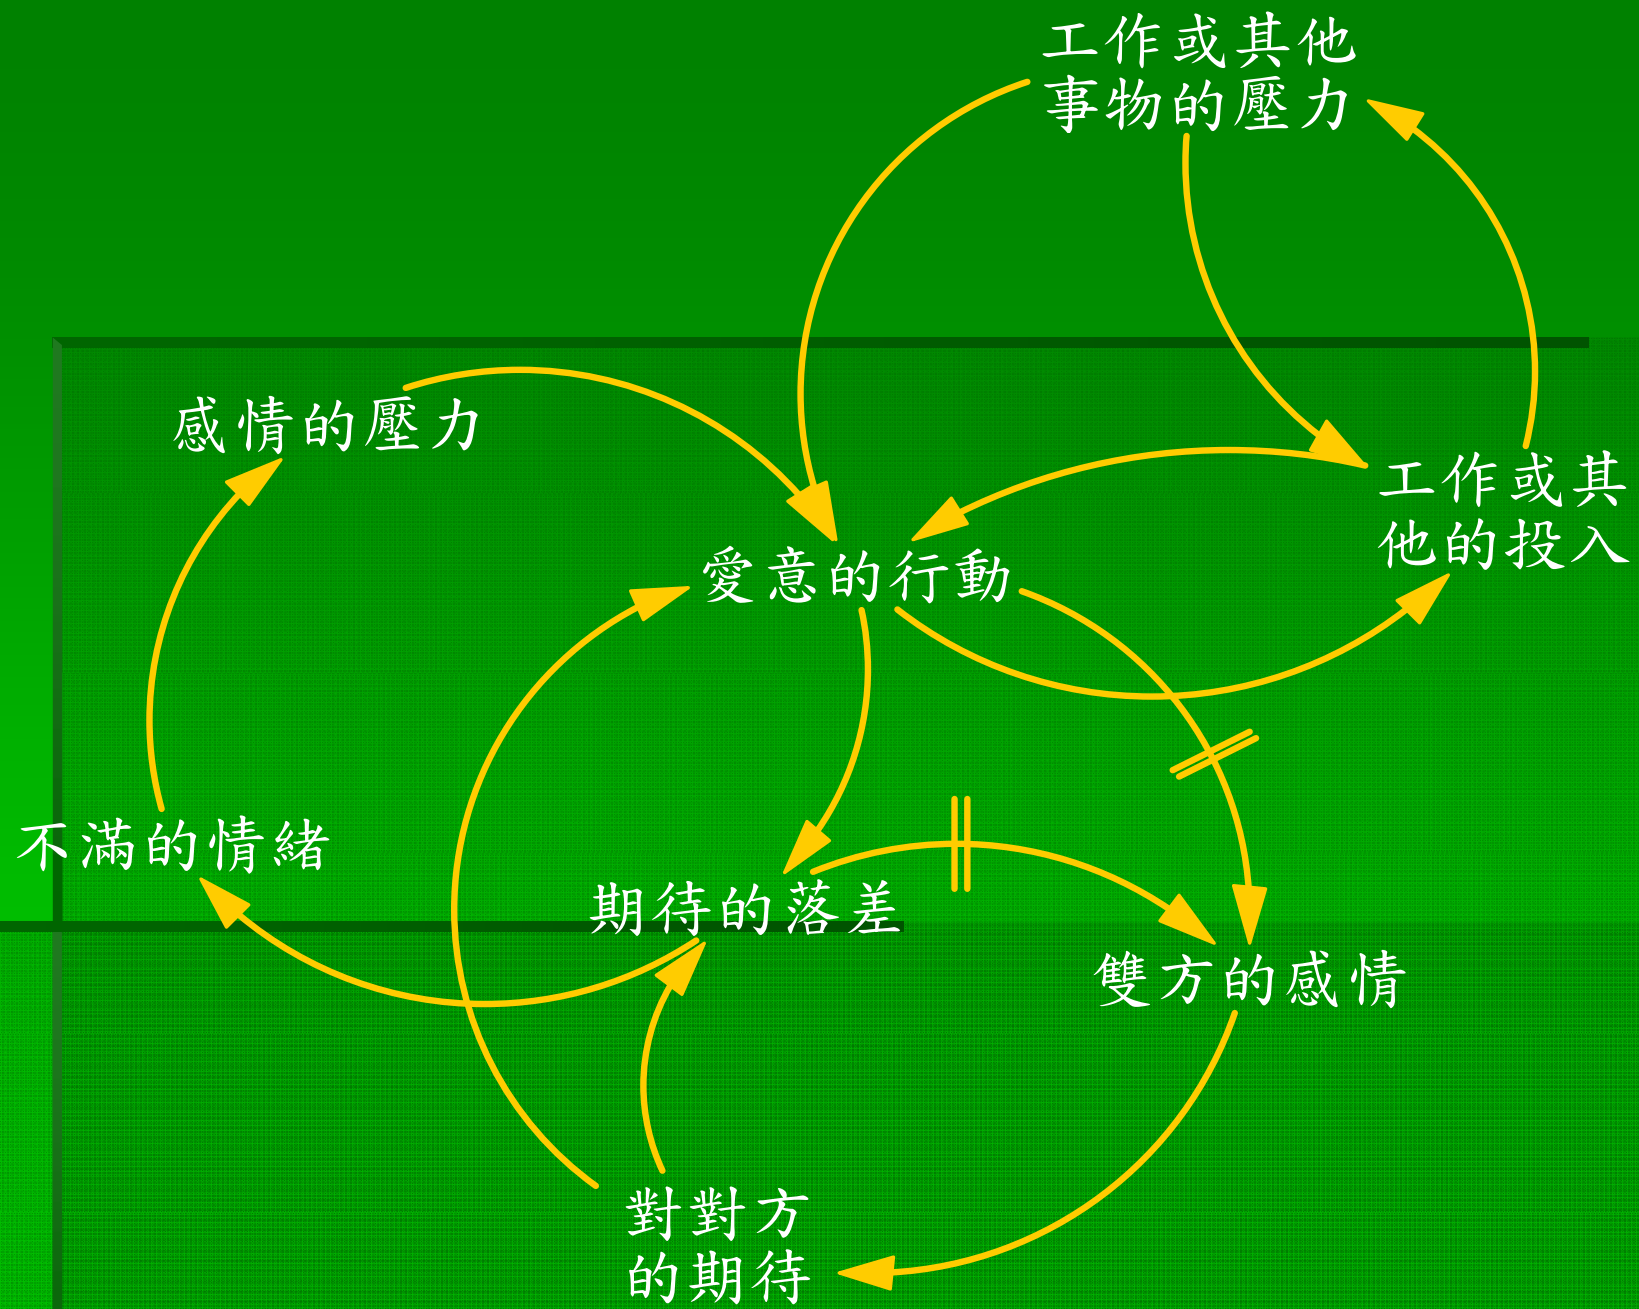 工作或其他
事物的壓力
感情的壓力
工作或其
他的投入
愛意的行動
不滿的情緒
期待的落差
雙方的感情
對對方
的期待